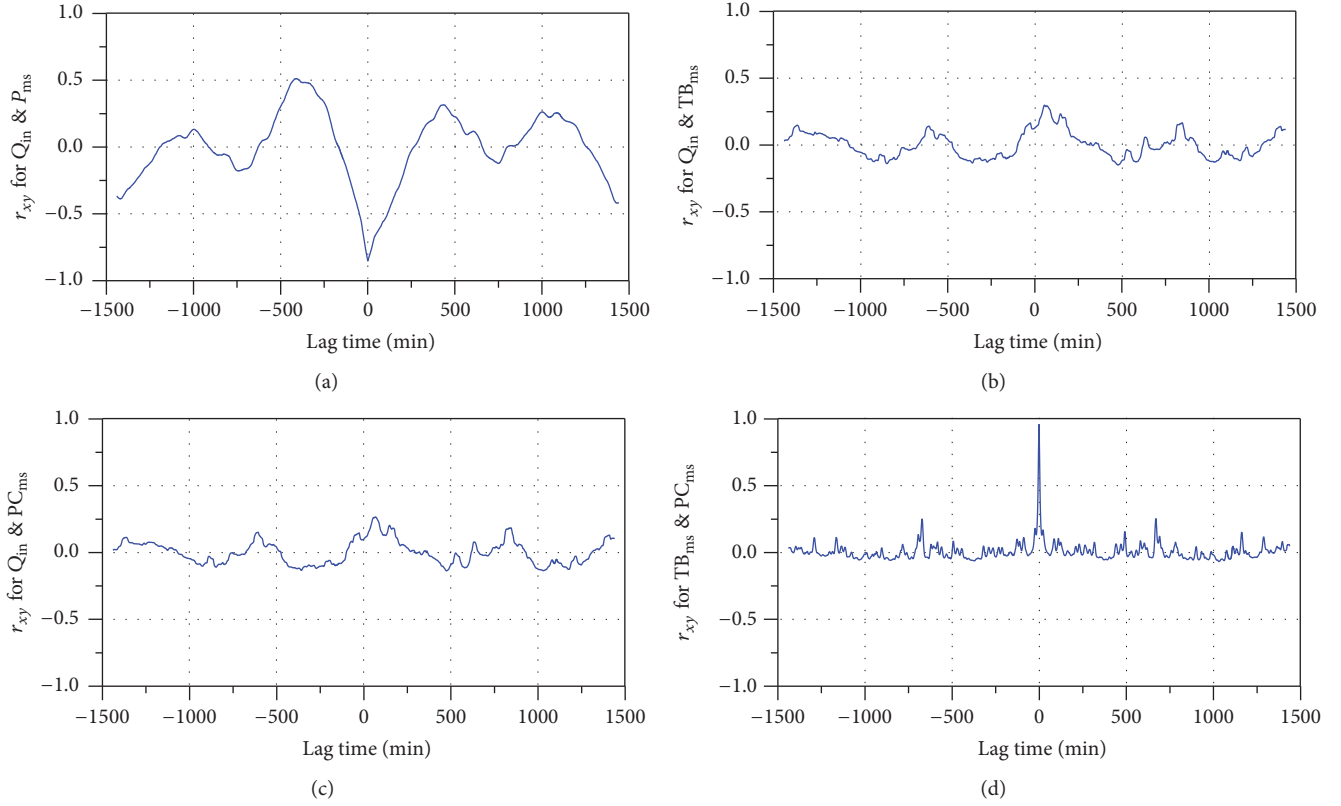 1.0
0.5
0.0
−0.5
−1.0
r_xy for Q_in & P_ms
−1500 −1000 −500 0 500 1000 1500
Lag time (min)
(a)
1.0
0.5
0.0
−0.5
−1.0
r_xy for Q_in & TB_ms
−1500 −1000 −500 0 500 1000 1500
Lag time (min)
(b)
1.0
0.5
0.0
−0.5
−1.0
r_xy for Q_in & PC_ms
−1500 −1000 −500 0 500 1000 1500
Lag time (min)
(c)
1.0
0.5
0.0
−0.5
−1.0
r_xy for TB_ms & PC_ms
−1500 −1000 −500 0 500 1000 1500
Lag time (min)
(d)